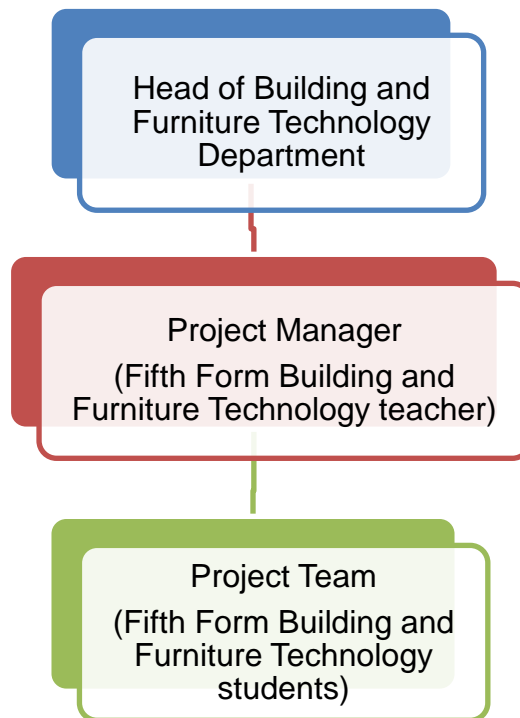 Head of Building and
Furniture Technology
Department
Project Manager
(Fifth Form Building and
Furniture Technology teacher)
Project Team
(Fifth Form Building and
Furniture Technology
students)